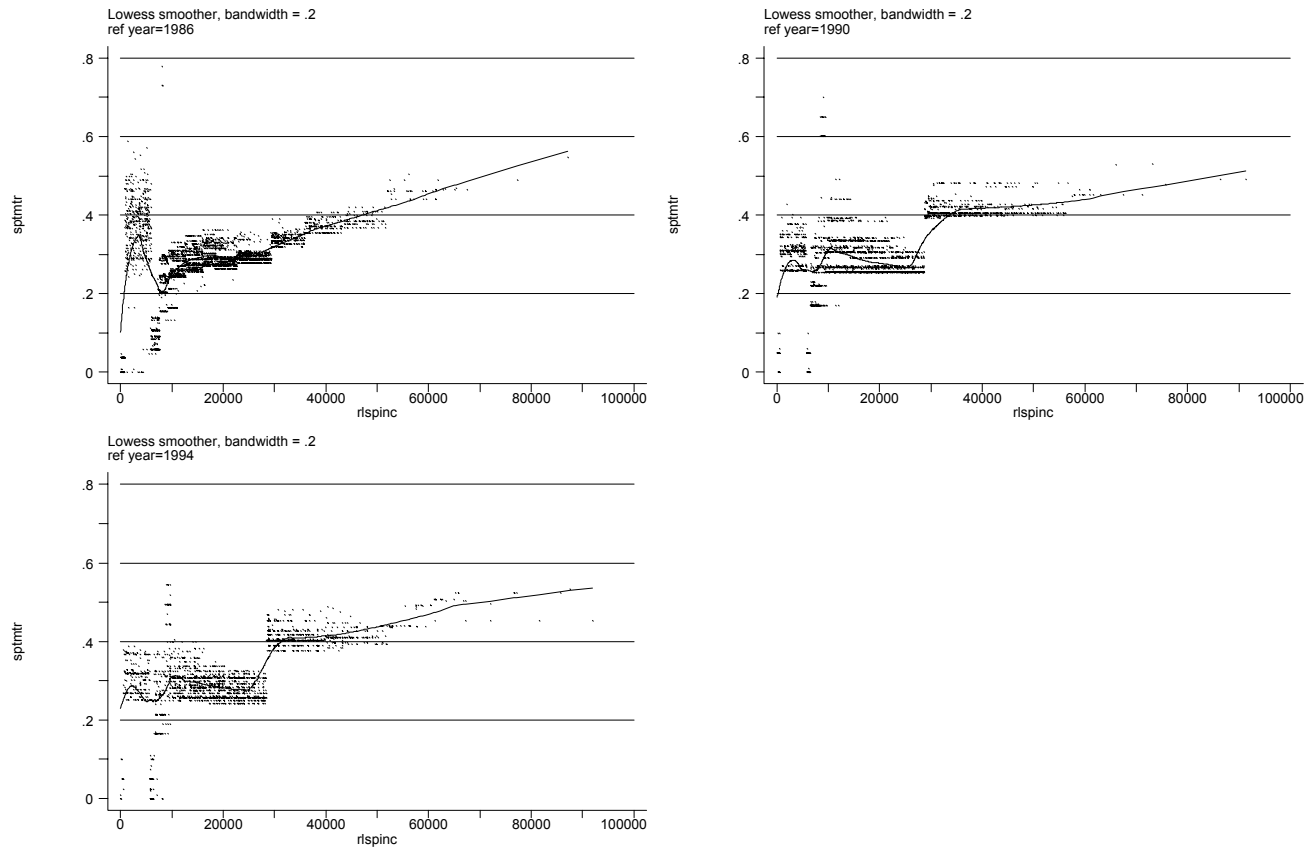 Lowess smoother, bandwidth = .2
ref year=1986
sptmtr
.8
.6
.4
.2
0
0 20000 40000 60000 80000 100000
rlspinc
Lowess smoother, bandwidth = .2
ref year=1990
sptmtr
.8
.6
.4
.2
0
0 20000 40000 60000 80000 100000
rlspinc
Lowess smoother, bandwidth = .2
ref year=1994
sptmtr
.8
.6
.4
.2
0
0 20000 40000 60000 80000 100000
rlspinc